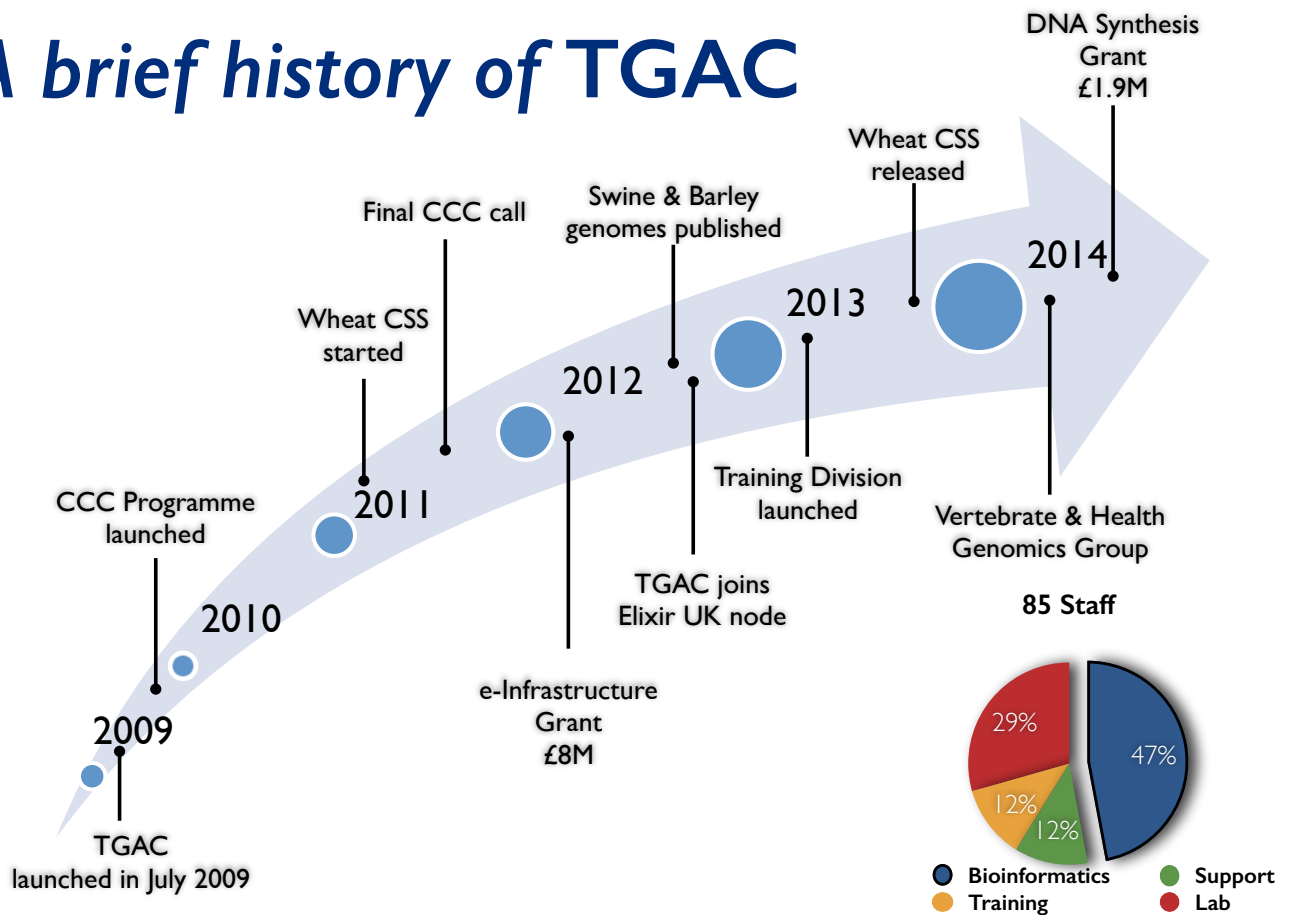 A brief history of TGAC
DNA Synthesis
Grant
£1.9M
Wheat CSS
released
Swine & Barley
genomes published
Final CCC call
2014
2013
Wheat CSS
started
2012
Training Division
launched
CCC Programme
launched
2011
Vertebrate & Health
Genomics Group
TGAC joins
Elixir UK node
85 Staff
2010
e-Infrastructure
Grant
£8M
2009
TGAC
launched in July 2009
29%
47%
12%
12%
Bioinformatics
Support
Training
Lab